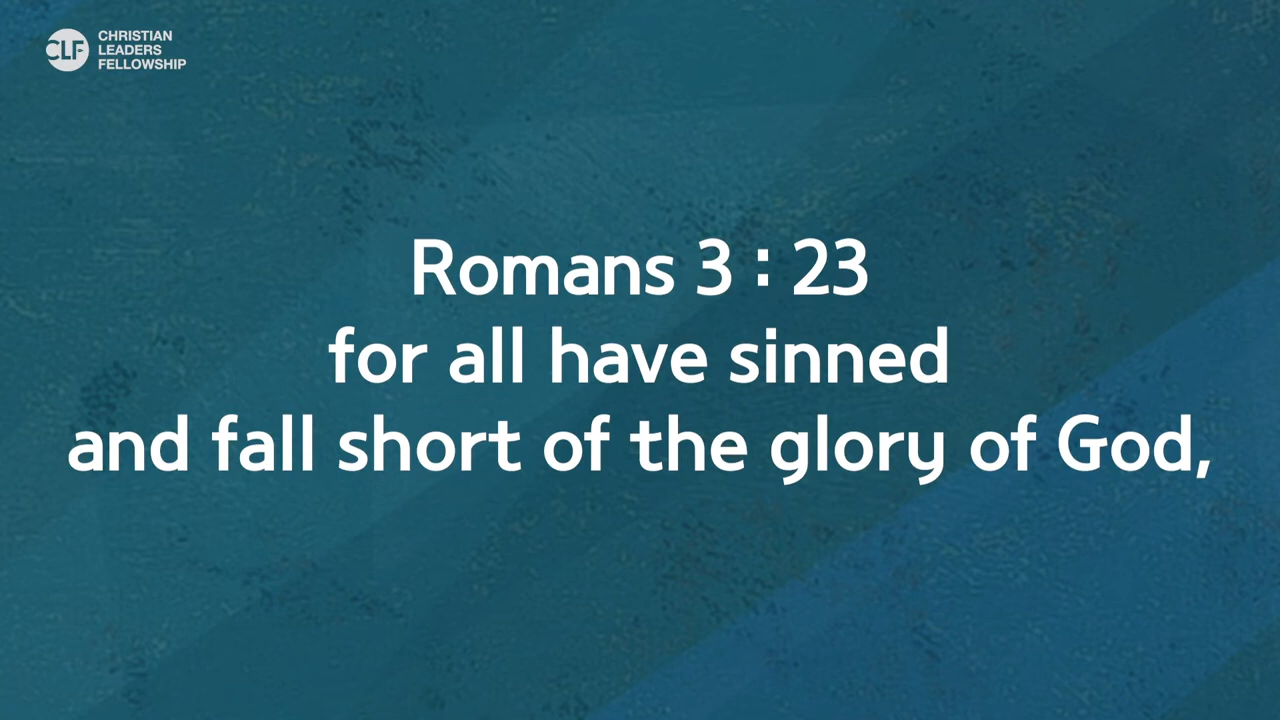 CLF
CHRISTIAN
LEADERS
FELLOWSHIP
Romans 3 : 23
for all have sinned
and fall short of the glory of God,